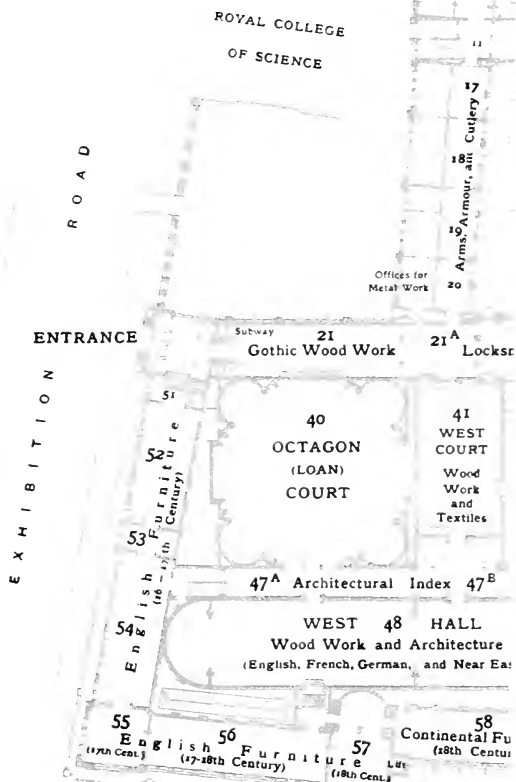 ROYAL COLLEGE
OF SCIENCE
11
17
18
19
20
Arms, Armour, and Cutlery
Offices for
Metal Work
EXHIBITION ROAD
ENTRANCE
Subway
21
Gothic Wood Work
21A
51
52
53
54
English Furniture
(16-17th Century)
40
OCTAGON
(LOAN)
COURT
41
WEST
COURT
Wood
Work
and
Textiles
47A Architectural Index 47B
WEST 48 HALL
Wood Work and Architecture
(English, French, German, and Near
55
(17th Cent.)
56
English Furniture
(17-18th Century)
57
Lift
(18th Cent.)
58
Continental
(18th